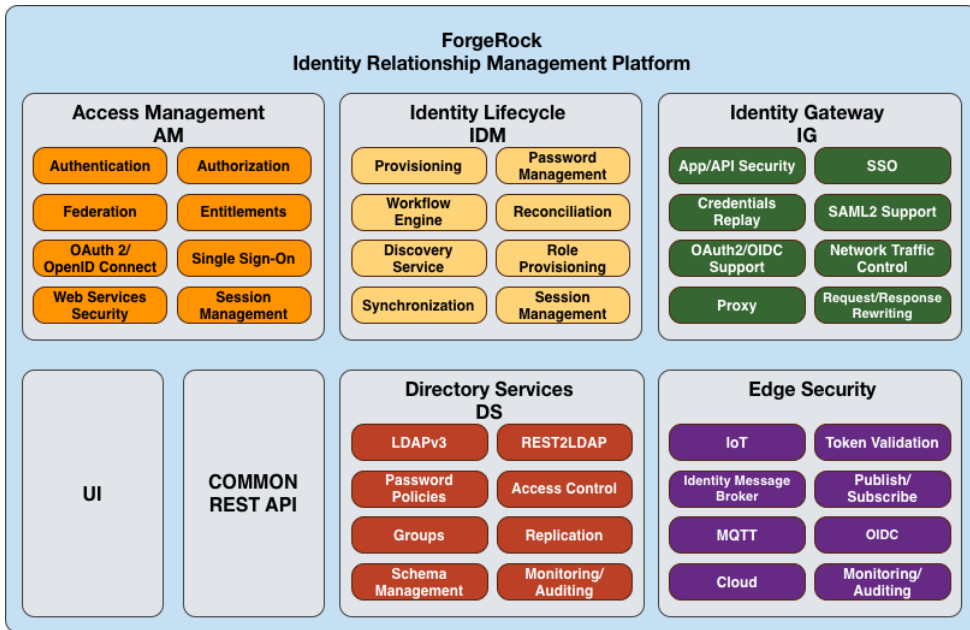 ForgeRock
Identity Relationship Management Platform
Access Management
AM
Authentication
Authorization
Federation
Entitlements
OAuth 2/
OpenID Connect
Single Sign-On
Web Services
Security
Session
Management
Identity Lifecycle
IDM
Provisioning
Password
Management
Workflow
Engine
Reconciliation
Discovery
Service
Role
Provisioning
Synchronization
Session
Management
Identity Gateway
IG
App/API Security
SSO
Credentials
Replay
SAML2 Support
OAuth2/OIDC
Support
Network Traffic
Control
Proxy
Request/Response
Rewriting
UI
COMMON
REST API
Directory Services
DS
LDAPv3
REST2LDAP
Password
Policies
Access Control
Groups
Replication
Schema
Management
Monitoring/
Auditing
Edge Security
IoT
Token Validation
Identity Message
Broker
Publish/
Subscribe
MQTT
OIDC
Cloud
Monitoring/
Auditing